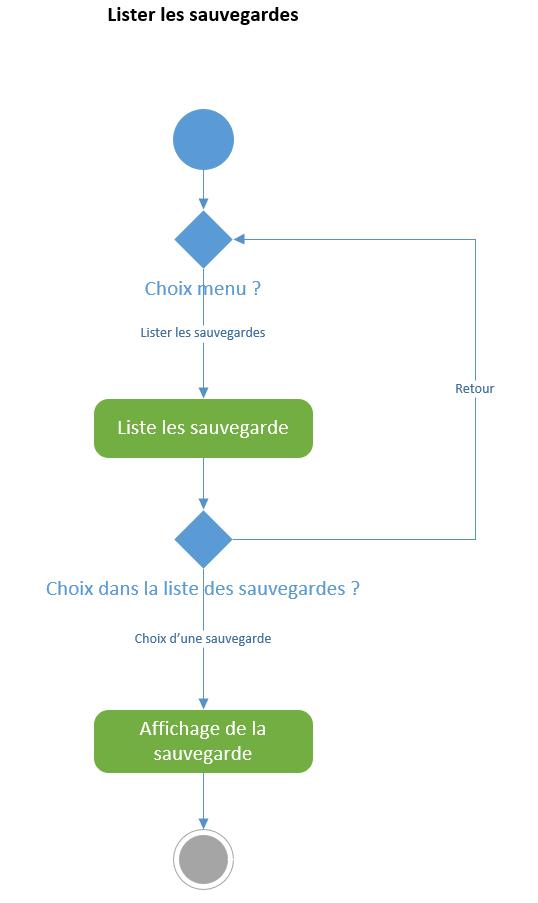 Lister les sauvegardes
Choix menu ?
Lister les sauvegardes
Retour
Liste les sauvegarde
Choix dans la liste des sauvegardes ?
Choix d’une sauvegarde
Affichage de la
sauvegarde